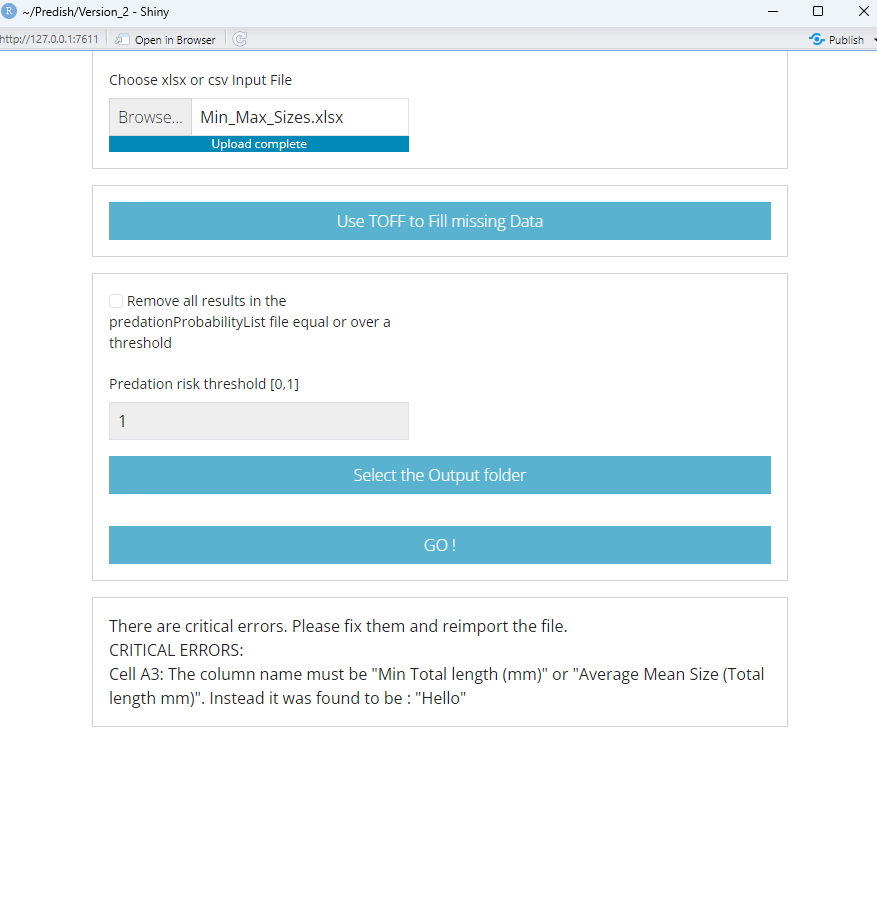 ~/Predish/Version_2 - Shiny
http://127.0.0.1:7611 Open in Browser Publish
Choose xlsx or csv Input File
Browse... Min_Max_Sizes.xlsx
Upload complete
Use TOFF to Fill missing Data
Remove all results in the
predationProbabilityList file equal or over a
threshold
Predation risk threshold [0,1]
1
Select the Output folder
GO !
There are critical errors. Please fix them and reimport the file.
CRITICAL ERRORS:
Cell A3: The column name must be "Min Total length (mm)" or "Average Mean Size (Total
length mm)". Instead it was found to be : "Hello"